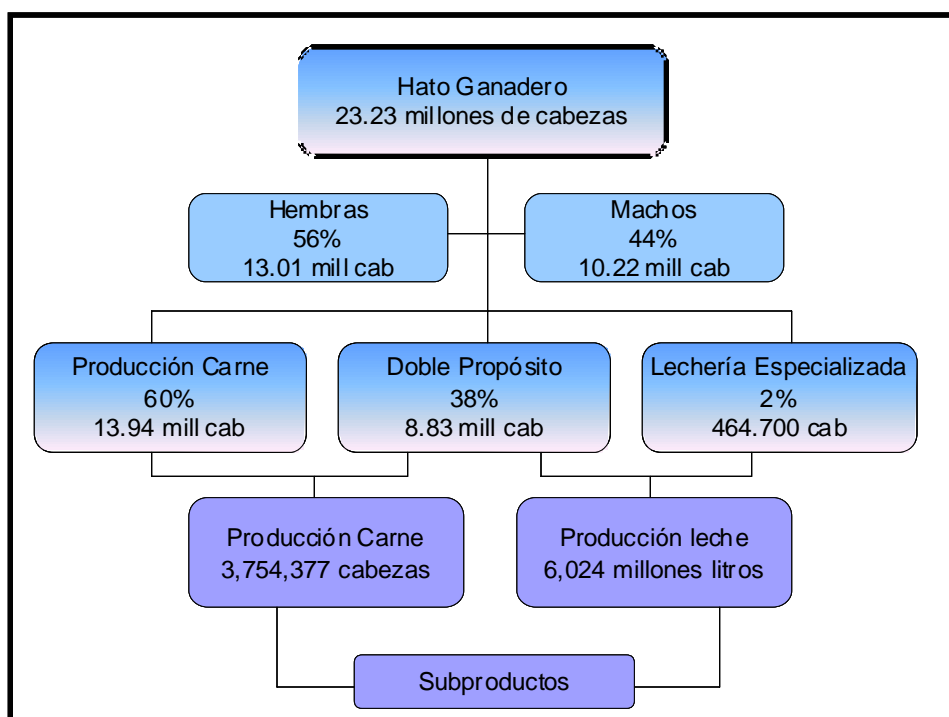 Hato Ganadero
23.23 millones de cabezas
Hembras
56%
13.01 mill cab
Machos
44%
10.22 mill cab
Producción Carne
60%
13.94 mill cab
Doble Propósito
38%
8.83 mill cab
Lechería Especializada
2%
464.700 cab
Producción Carne
3,754,377 cabezas
Producción leche
6,024 millones litros
Subproductos